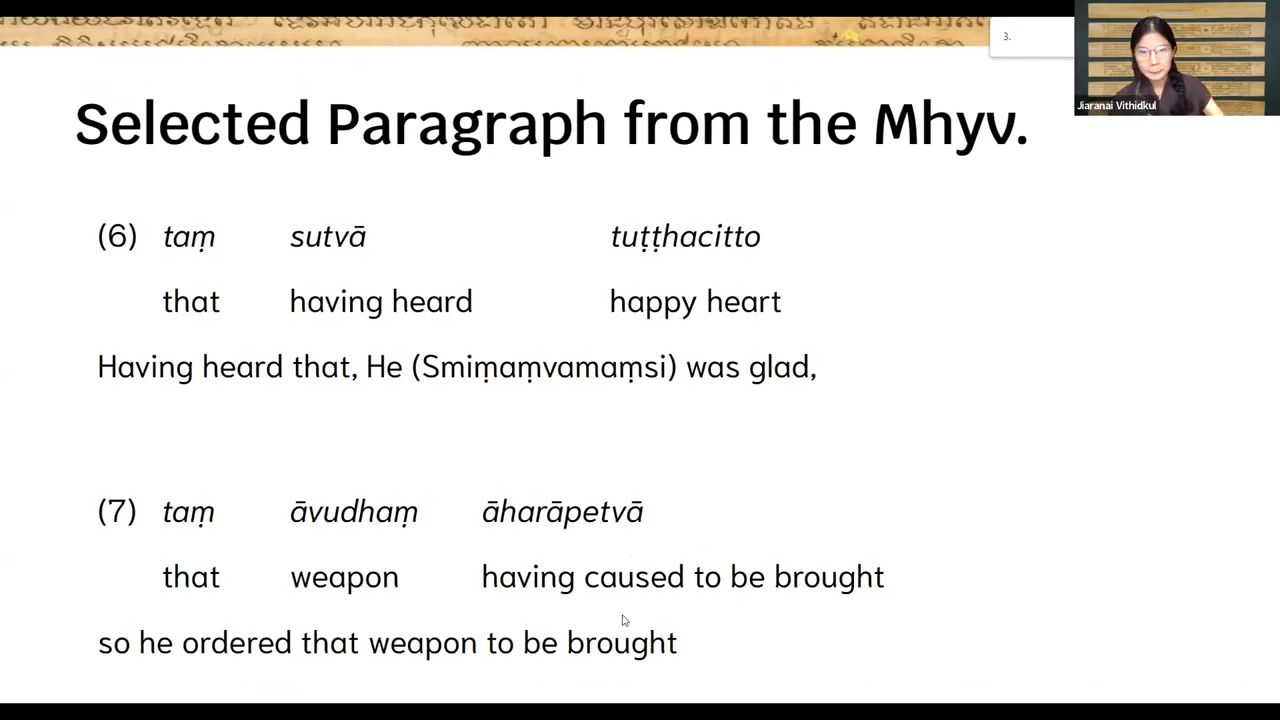 3.
Jiaranai Vithidkul
Selected Paragraph from the Mhyv.
(6) taṃ sutvā tuṭṭhacitto
that having heard happy heart
Having heard that, He (Smiṃaṃvamaṃsi) was glad,
(7) taṃ āvudhaṃ āharāpetvā
that weapon having caused to be brought
so he ordered that weapon to be brought